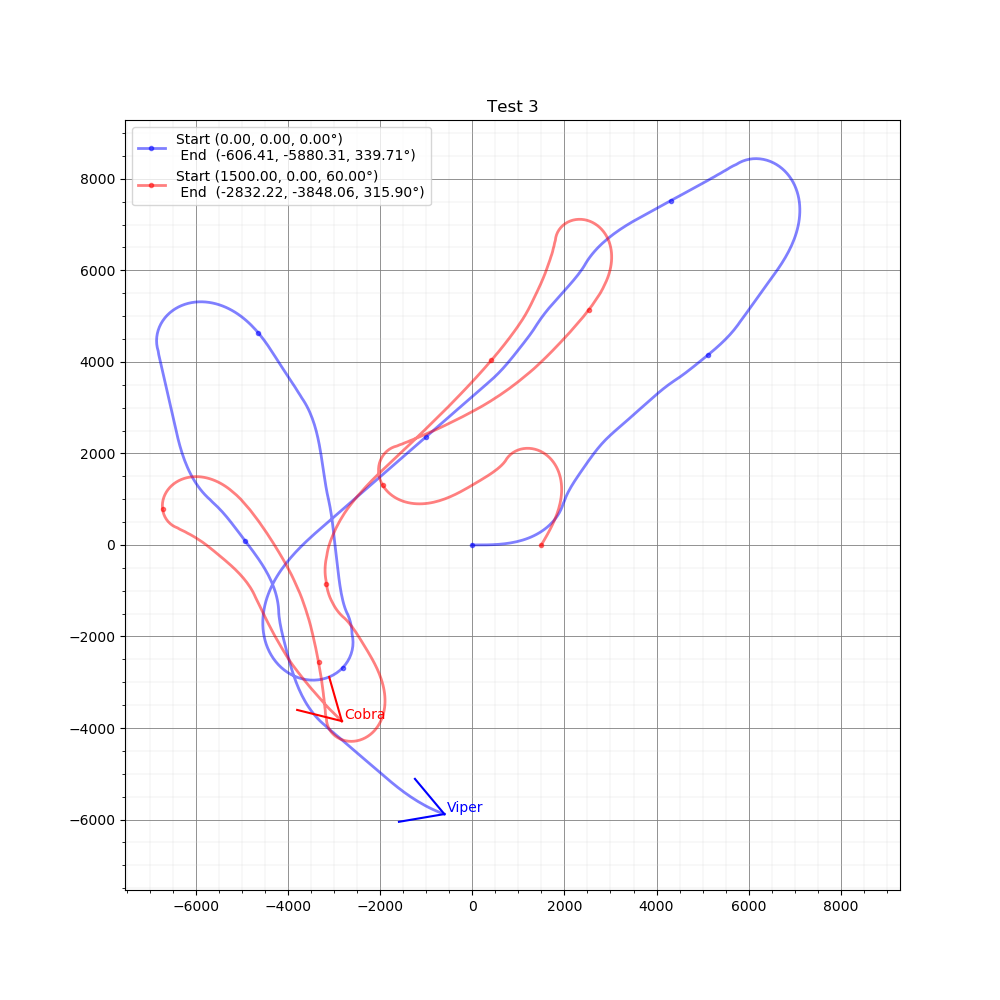 Test 3
Start (0.00, 0.00, 0.00°)
End (-606.41, -5880.31, 339.71°)
Start (1500.00, 0.00, 60.00°)
End (-2832.22, -3848.06, 315.90°)
8000
6000
4000
2000
0
−2000
−4000
−6000
Cobra
Viper
−6000 −4000 −2000 0 2000 4000 6000 8000